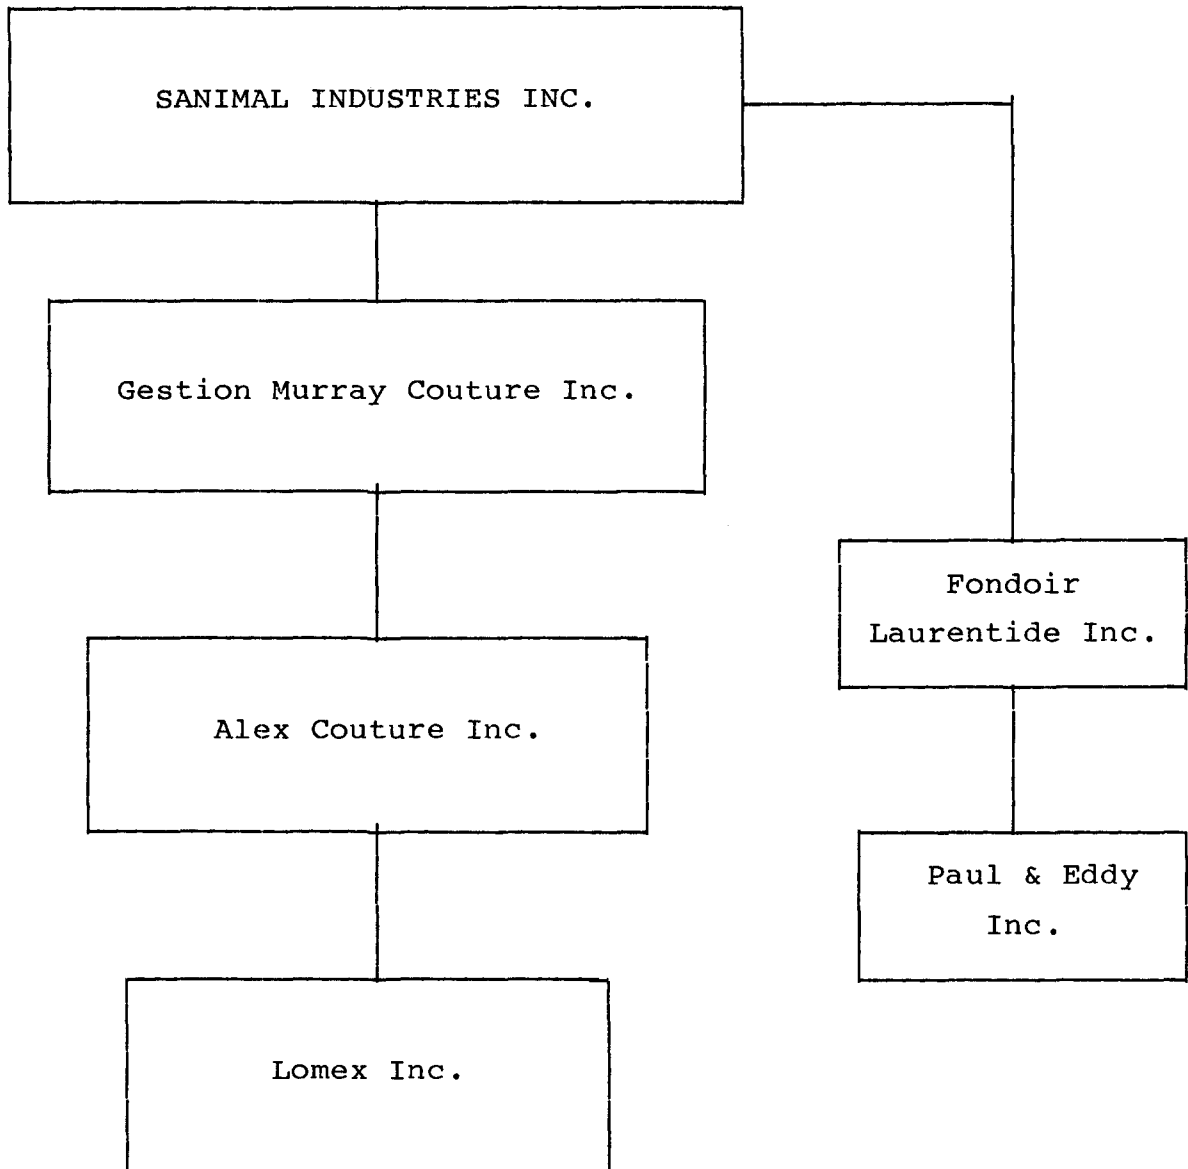 SANIMAL INDUSTRIES INC.
Gestion Murray Couture Inc.
Fondoir
Laurentide Inc.
Alex Couture Inc.
Paul & Eddy
Inc.
Lomex Inc.